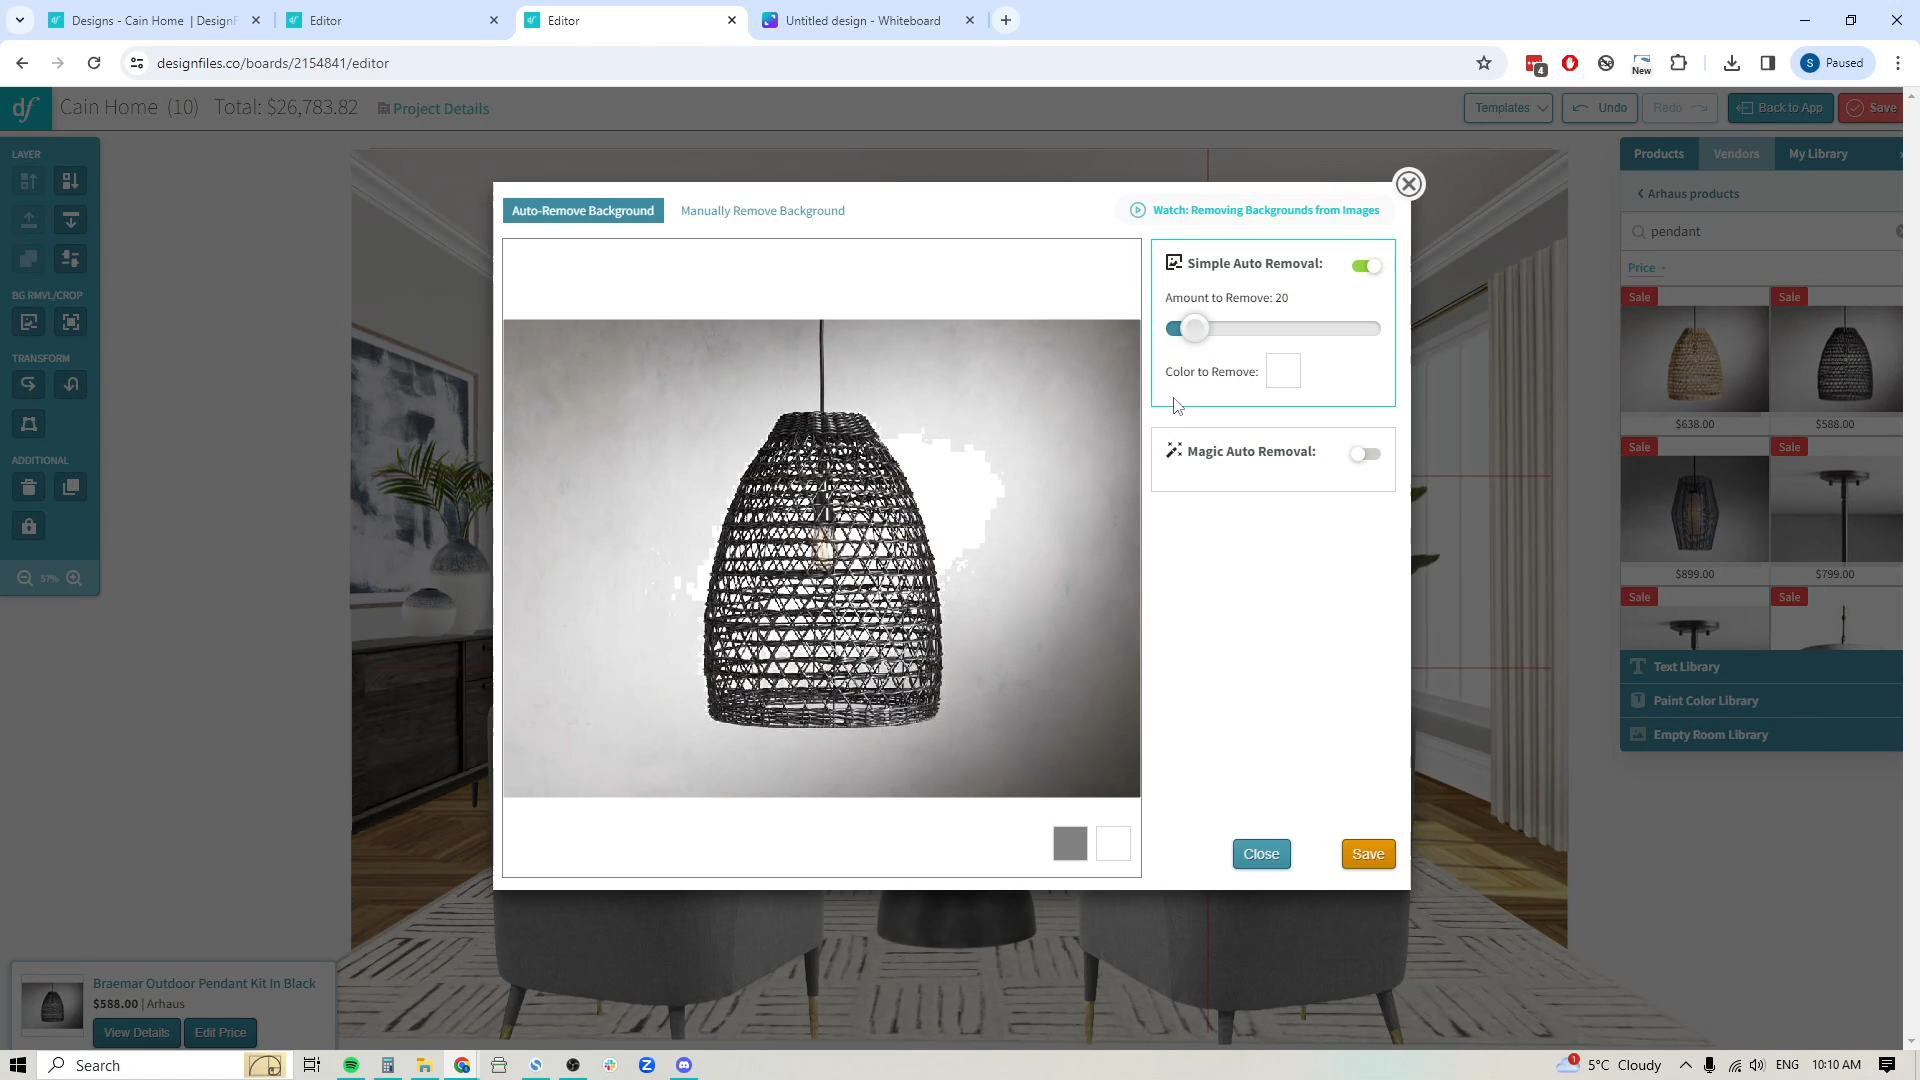 Designs - Cain Home | DesignF
Editor
Editor
Untitled design - Whiteboard
designfiles.co/boards/2154841/editor
4
New
S Paused
df Cain Home (10) Total: $26,783.82 Project Details
Templates
Undo
Redo
Back to App
Save
LAYER
BG RMVL/CROP
TRANSFORM
ADDITIONAL
57%
Auto-Remove Background
Manually Remove Background
Watch: Removing Backgrounds from Images
Simple Auto Removal:
Amount to Remove: 20
Color to Remove:
Magic Auto Removal:
Close
Save
Products
Vendors
My Library
Arhaus products
pendant
Price
Sale
Sale
$638.00
$588.00
Sale
Sale
$899.00
$799.00
Sale
Sale
Text Library
Paint Color Library
Empty Room Library
Braemar Outdoor Pendant Kit In Black
$588.00 | Arhaus
View Details
Edit Price
Search
1
5°C Cloudy
ENG
10:10 AM